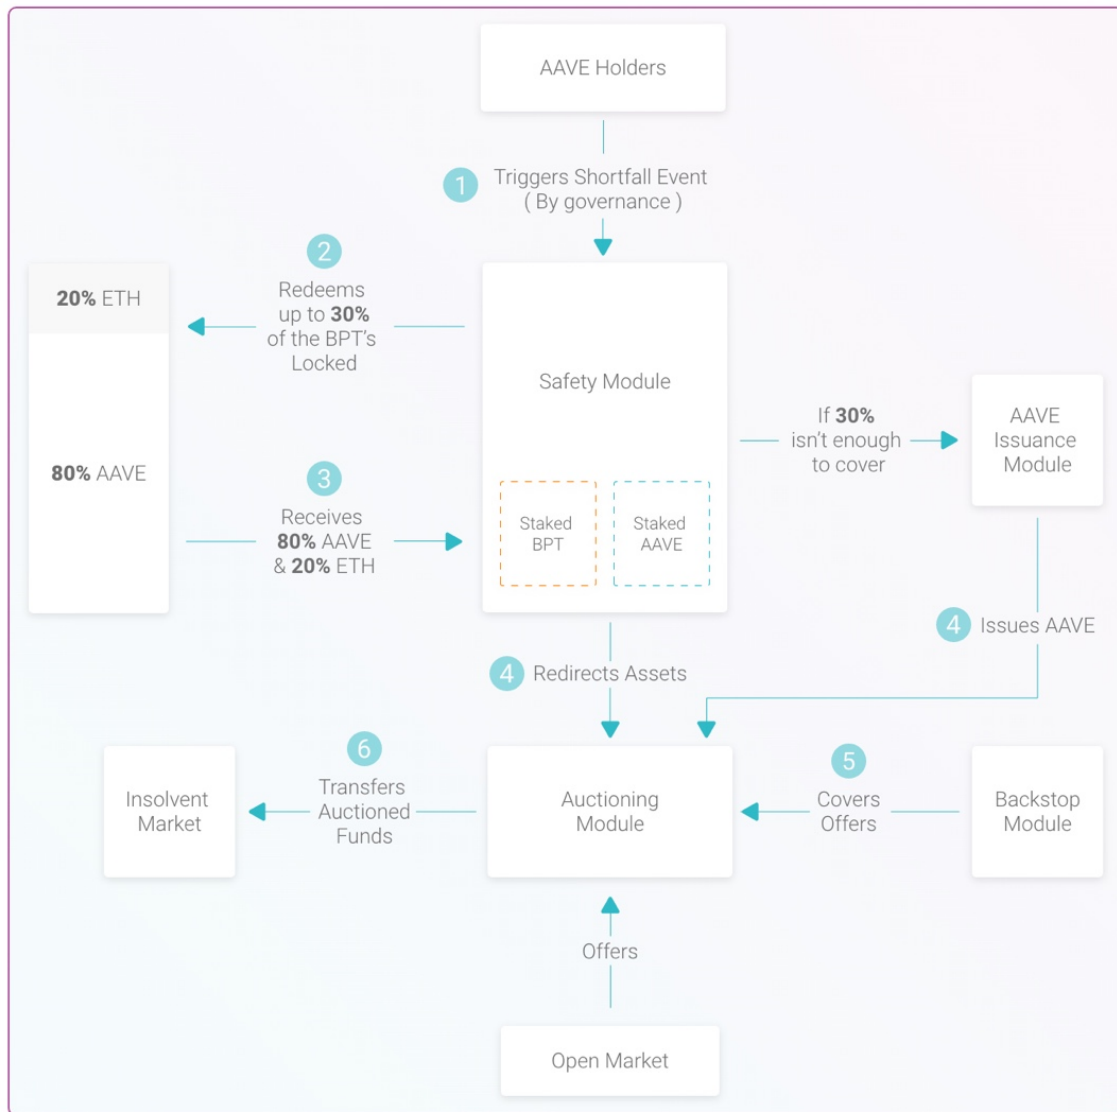 AAVE Holders
1
Triggers Shortfall Event
( By governance )
2
Redeems
up to 30%
of the BPT's
Locked
20% ETH
80% AAVE
Safety Module
If 30%
isn't enough
to cover
AAVE
Issuance
Module
3
Receives
80% AAVE
& 20% ETH
Staked
BPT
Staked
AAVE
4 Issues AAVE
4 Redirects Assets
6
Transfers
Auctioned
Funds
Insolvent
Market
Auctioning
Module
5
Covers
Offers
Backstop
Module
Offers
Open Market